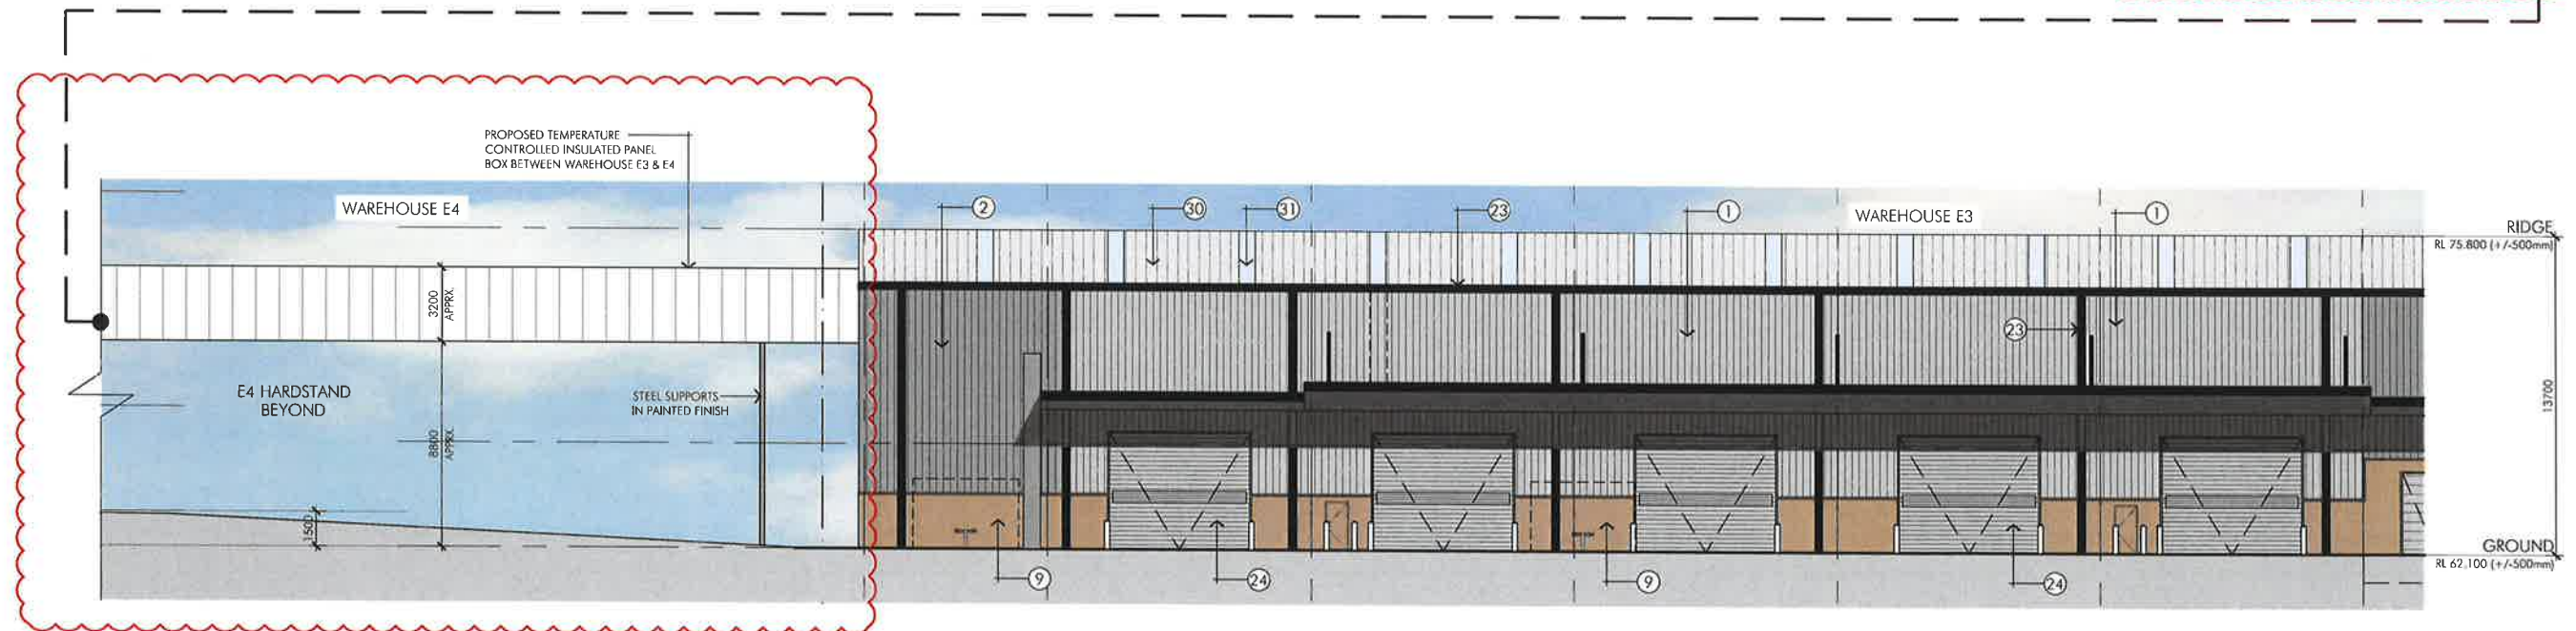 PROPOSED TEMPERATURE
CONTROLLED INSULATED PANEL
BOX BETWEEN WAREHOUSE E3 & E4
WAREHOUSE E4
2
30
31
23
1
WAREHOUSE E3
1
RIDGE
RL 75.800 (+/-500mm)
3200
APPRX.
23
E4 HARDSTAND
BEYOND
STEEL SUPPORTS
IN PAINTED FINISH
13700
8800
APPRX.
1500
GROUND
RL 62.100 (+/-500mm)
9
24
9
24